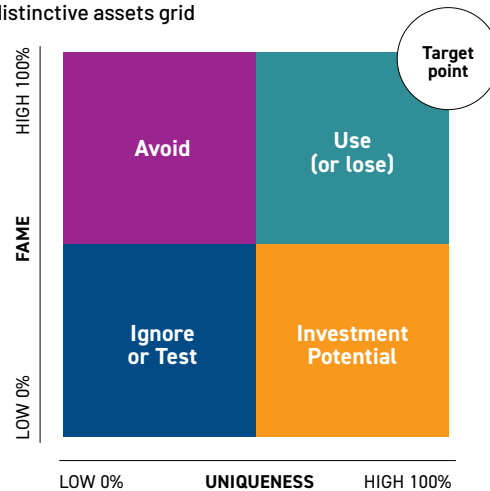 distinctive assets grid
Target
point
HIGH 100%
Avoid
Use
(or lose)
FAME
Ignore
or Test
Investment
Potential
LOW 0%
LOW 0% UNIQUENESS HIGH 100%